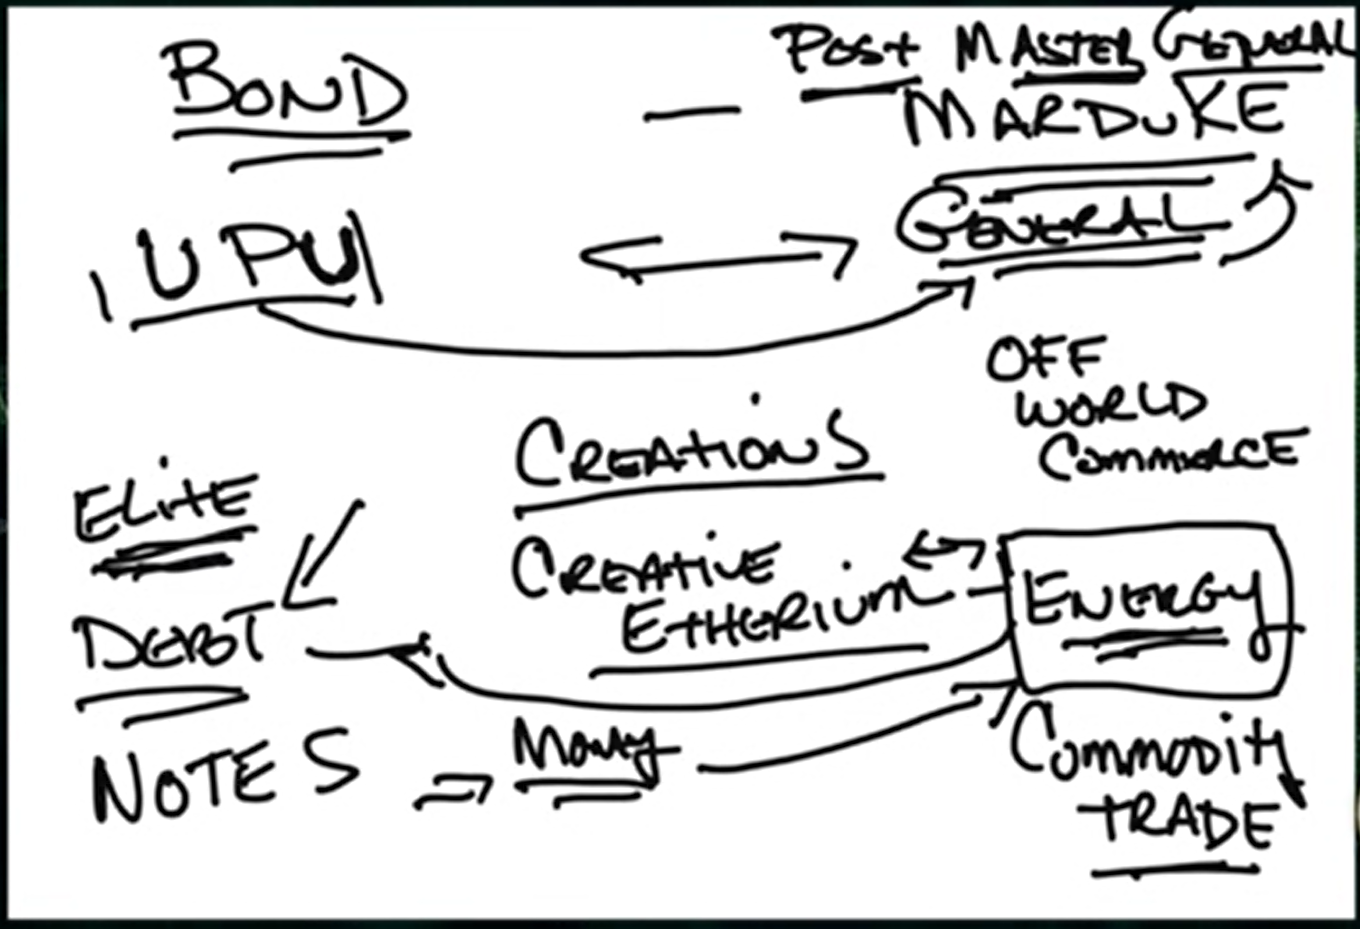 BOND
POST MASTER GENERAL
MARDUKE
UPU
GENERAL
OFF
WORLD
COMMERCE
CREATIONS
ELITE
CREATIVE
ETHERIUM
ENERGY
DEBT
NOTES
MONEY
COMMODITY
TRADE